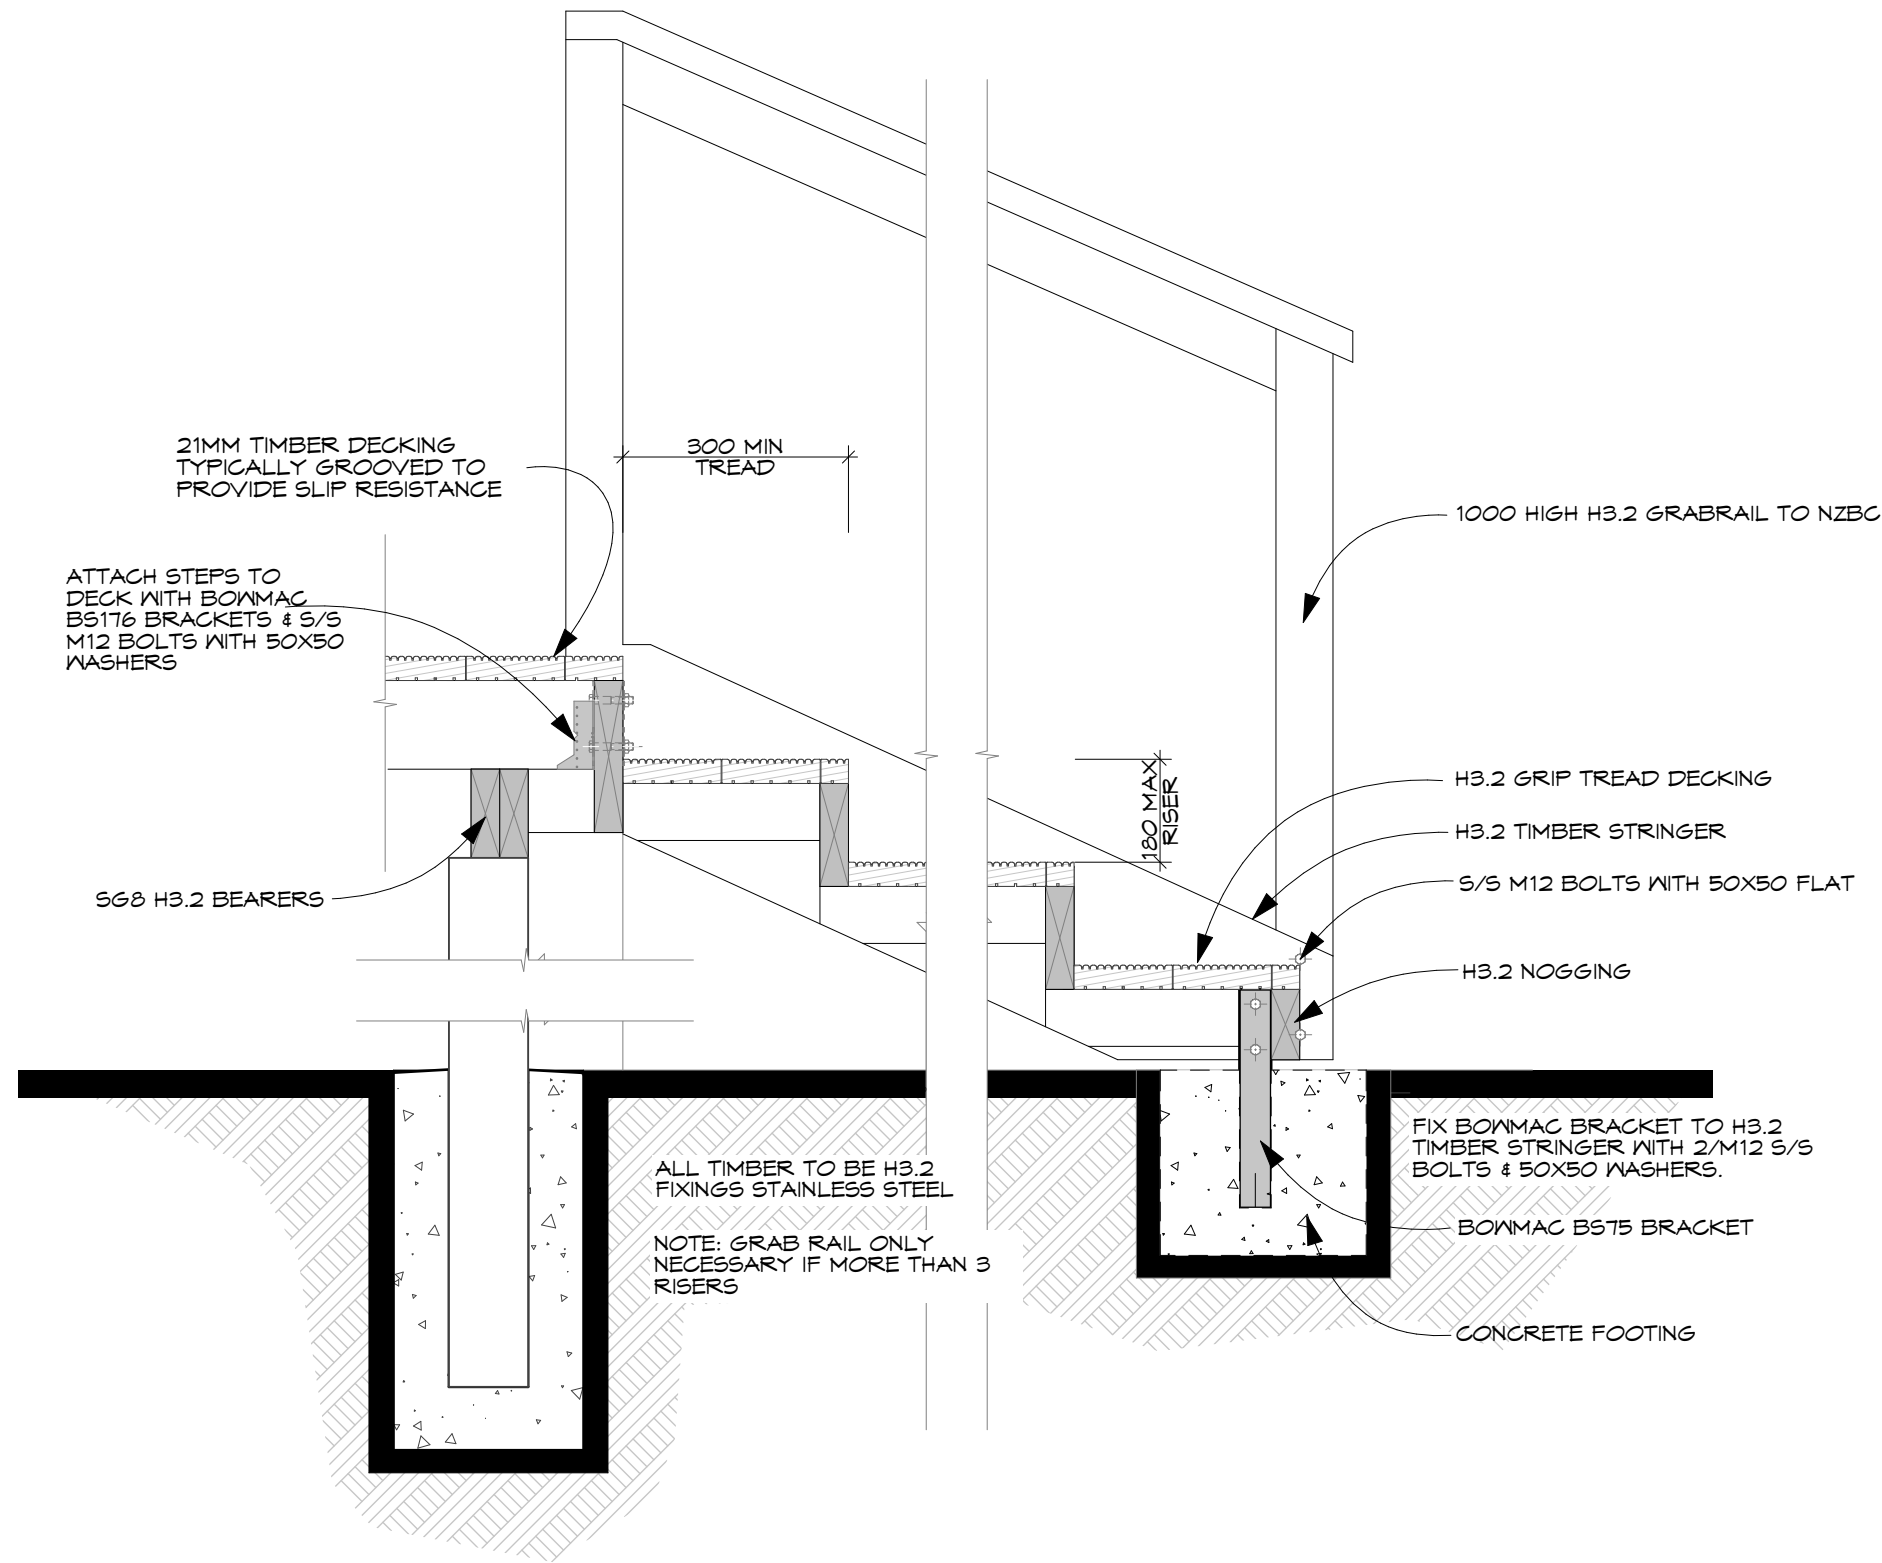 21MM TIMBER DECKING
TYPICALLY GROOVED TO
PROVIDE SLIP RESISTANCE
300 MIN
TREAD
1000 HIGH H3.2 GRABRAIL TO NZBC
ATTACH STEPS TO
DECK WITH BOWMAC
BS176 BRACKETS & S/S
M12 BOLTS WITH 50X50
WASHERS
180 MAX
RISER
H3.2 GRIP TREAD DECKING
H3.2 TIMBER STRINGER
S/S M12 BOLTS WITH 50X50 FLAT
SG8 H3.2 BEARERS
H3.2 NOGGING
FIX BOWMAC BRACKET TO H3.2
TIMBER STRINGER WITH 2/M12 S/S
BOLTS & 50X50 WASHERS.
ALL TIMBER TO BE H3.2
FIXINGS STAINLESS STEEL
NOTE: GRAB RAIL ONLY
NECESSARY IF MORE THAN 3
RISERS
BOWMAC BS75 BRACKET
CONCRETE FOOTING